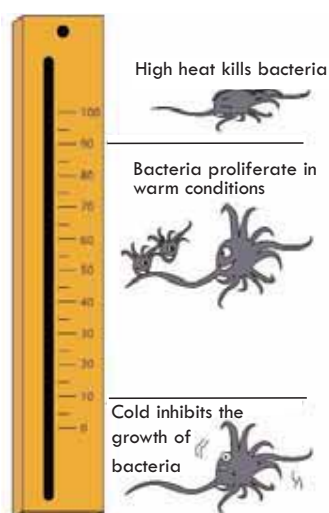 High heat kills bacteria
100
90
Bacteria proliferate in
warm conditions
80
70
60
50
40
30
20
10
Cold inhibits the
0
growth of
bacteria